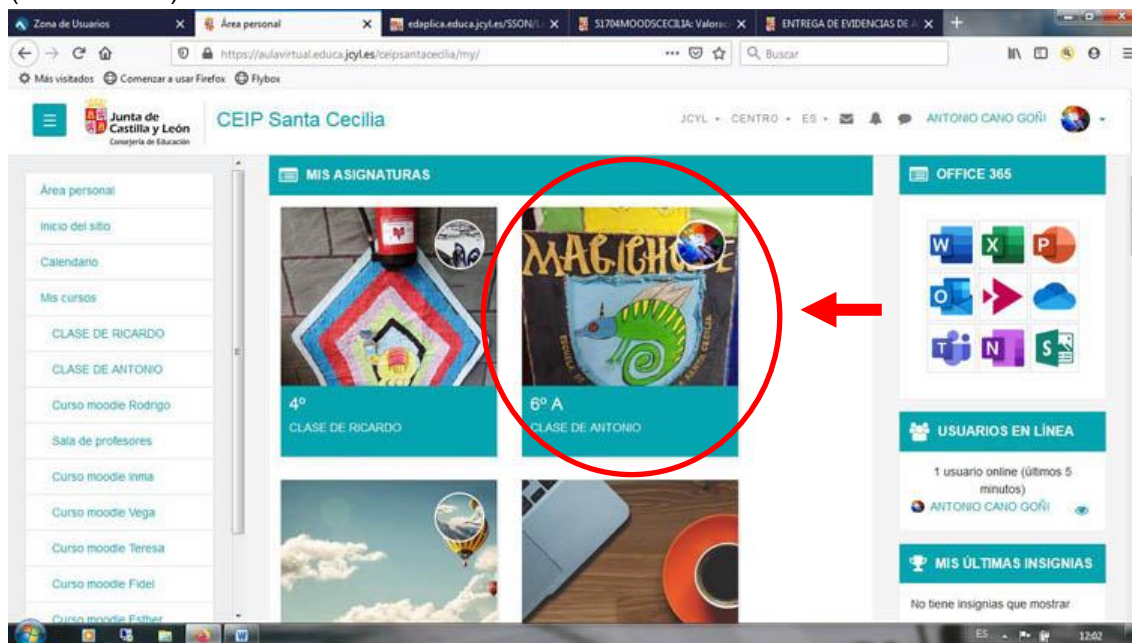 Zona de Usuarios
Área personal
edaplica.educa.jcyl.es/SSON/L
S1704MOODSCECILIA: Valorac
ENTREGA DE EVIDENCIAS DE A
https://aulavirtual.educa.jcyl.es/ceipsantacecilia/my/
Buscar
Más visitados
Comenzar a usar Firefox
Flybox
Junta de
Castilla y León
Consejería de Educación
CEIP Santa Cecilia
JCYL
CENTRO
ES
ANTONIO CANO GOÑI
Área personal
Inicio del sitio
Calendario
Mis cursos
CLASE DE RICARDO
CLASE DE ANTONIO
Curso moodle Rodrigo
Sala de profesores
Curso moodle Inma
Curso moodle Vega
Curso moodle Teresa
Curso moodle Fidel
Curso moodle Esther
MIS ASIGNATURAS
4º
CLASE DE RICARDO
6º A
CLASE DE ANTONIO
OFFICE 365
USUARIOS EN LÍNEA
1 usuario online (últimos 5
minutos)
ANTONIO CANO GOÑI
MIS ÚLTIMAS INSIGNIAS
No tiene insignias que mostrar
ES
12:02